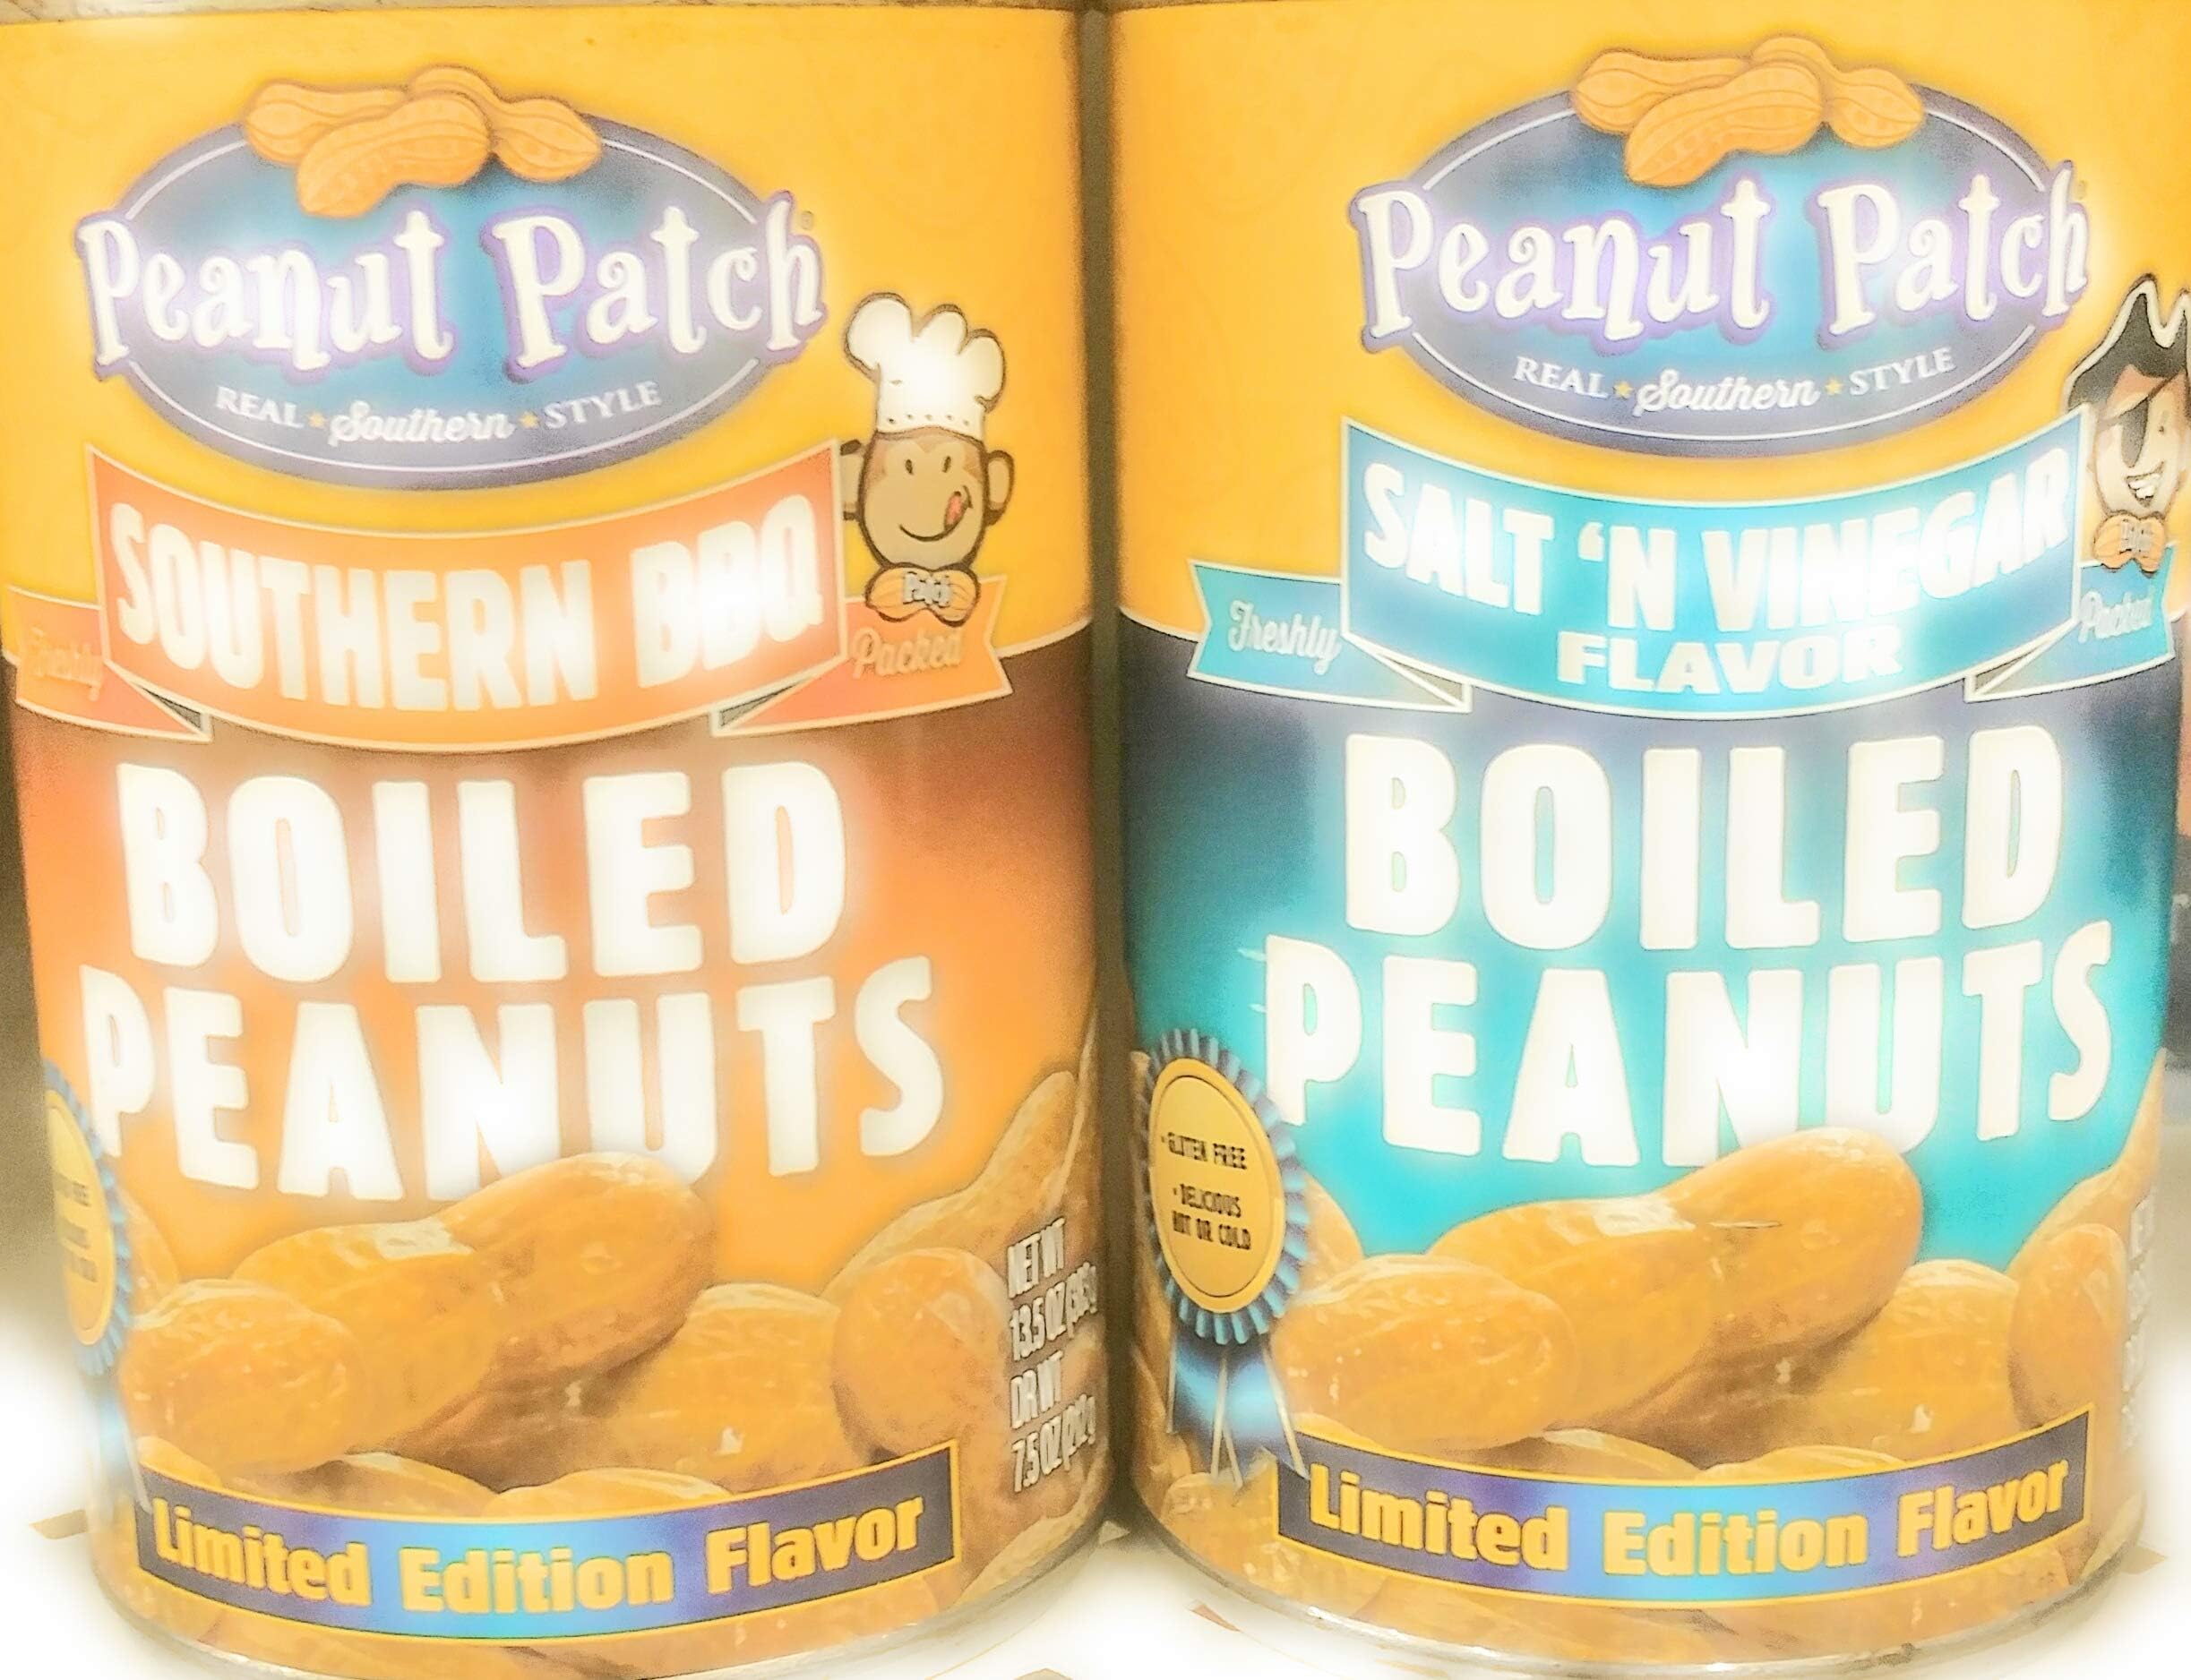 Peanut Patch®
REAL ★ Southern ★ STYLE
SOUTHERN BBQ
Freshly
Packed
Patch
BOILED
PEANUTS
NET WT
13.5 OZ
DR WT
7.5 OZ (212 g
Limited Edition Flavor
Peanut Patch
REAL ★ Southern ★ STYLE
SALT 'N VINEGAR
FLAVOR
Freshly
Packed
BOILED
PEANUTS
• GLUTEN FREE
• DELICIOUS
HOT OR COLD
Limited Edition Flavor